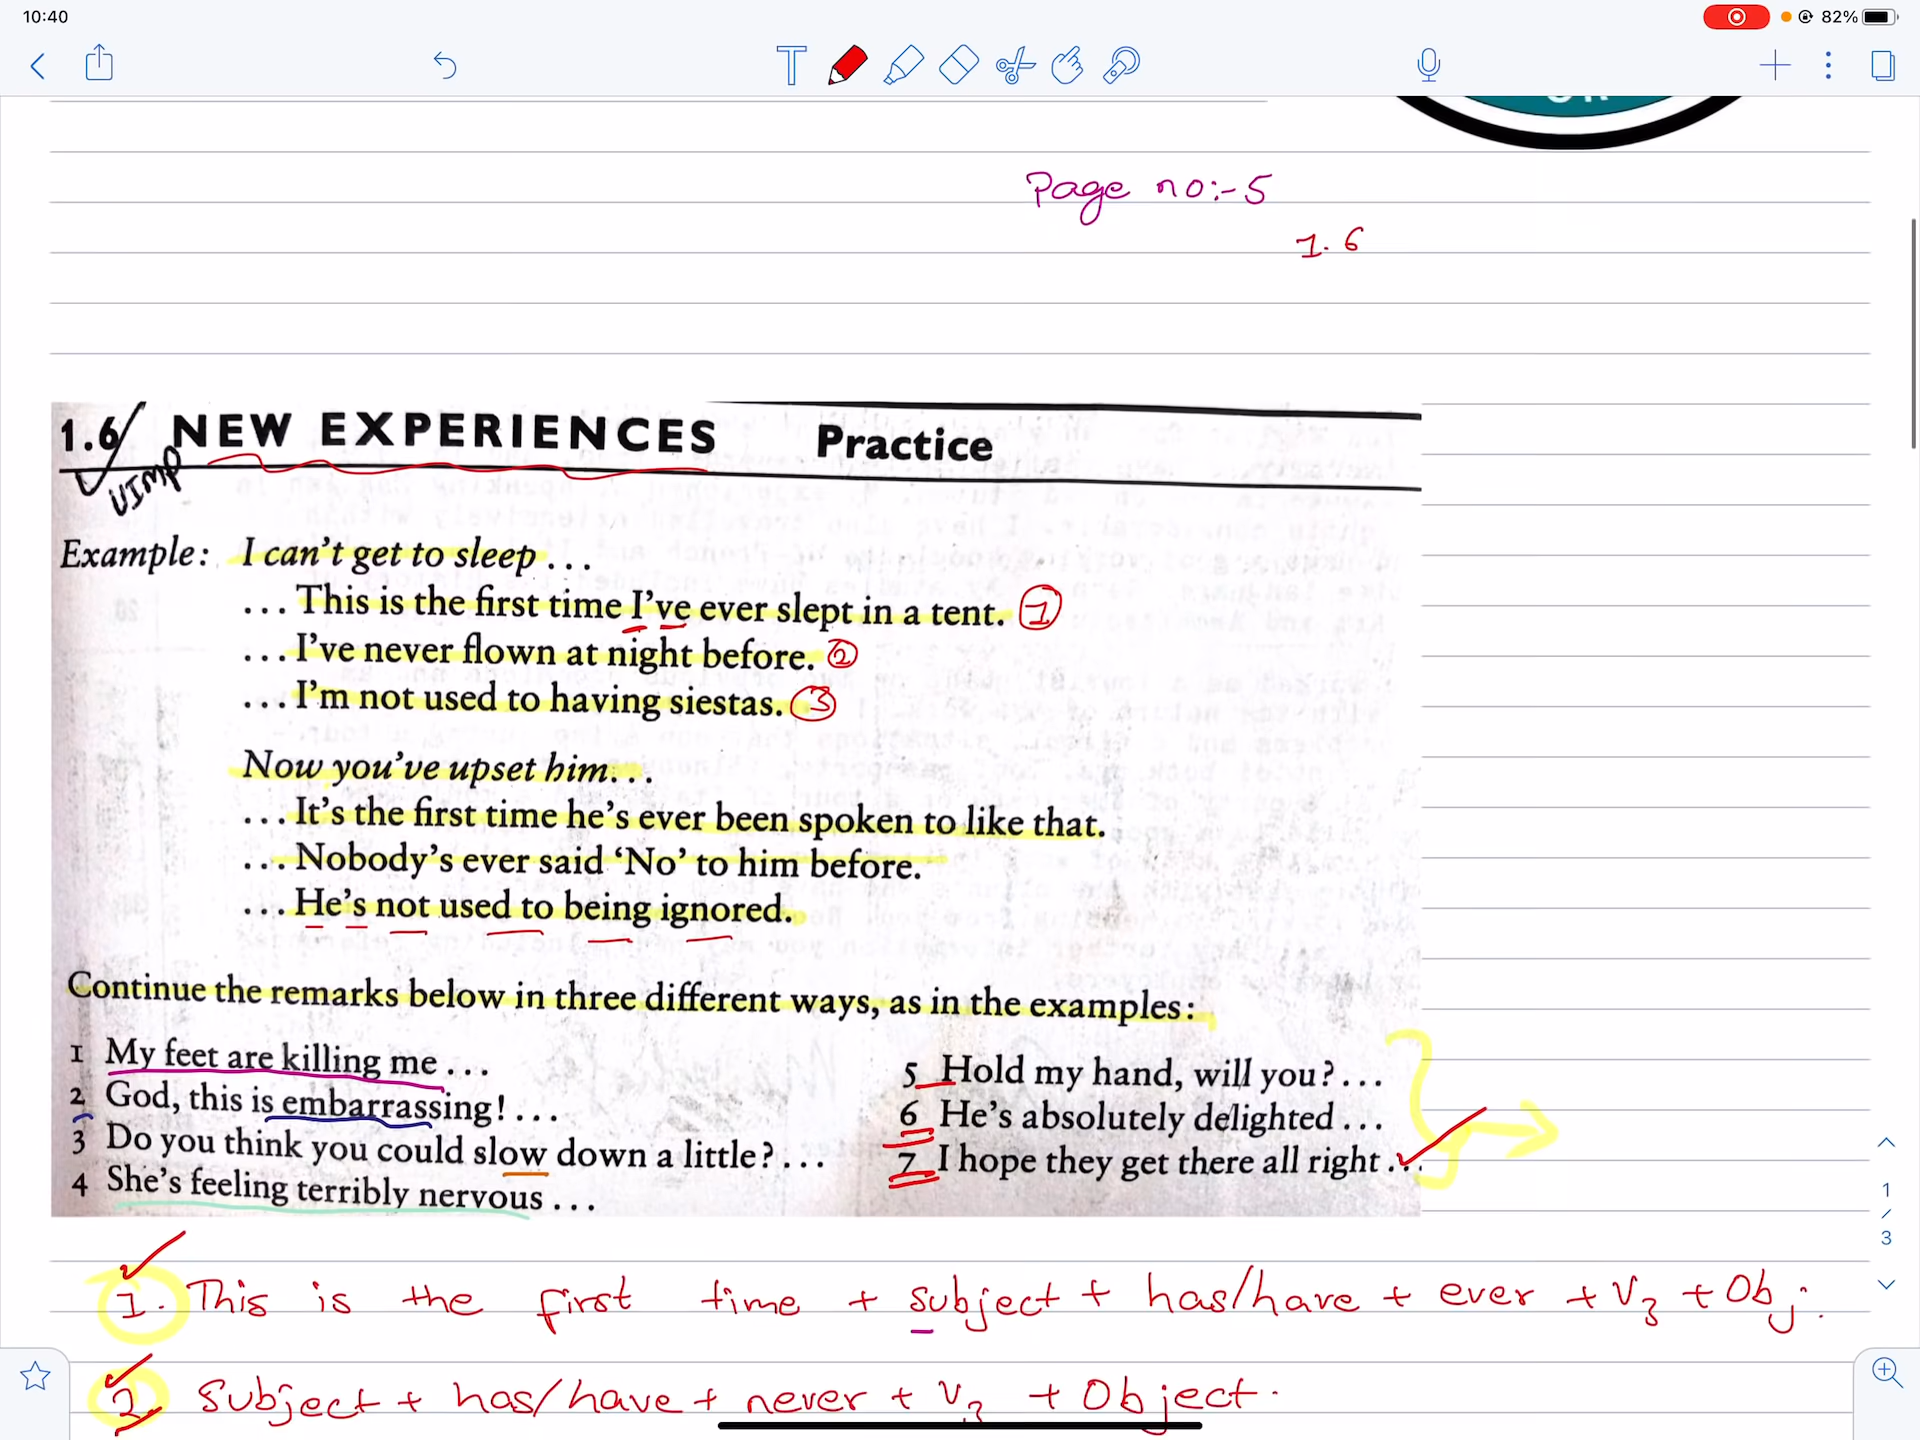 10:40
82%
Page no:- 5
1.6
1.6 NEW EXPERIENCES Practice
VIMP
Example: I can't get to sleep ...
... This is the first time I've ever slept in a tent. 1
... I've never flown at night before. 2
... I'm not used to having siestas. 3
Now you've upset him...
... It's the first time he's ever been spoken to like that.
... Nobody's ever said 'No' to him before.
... He's not used to being ignored.
Continue the remarks below in three different ways, as in the examples:
1 My feet are killing me ...
2 God, this is embarrassing! ...
3 Do you think you could slow down a little? ...
4 She's feeling terribly nervous ...
5 Hold my hand, will you? ...
6 He's absolutely delighted ...
7 I hope they get there all right ...
1
/
3
1. This is the first time + subject + has/have + ever + V3 + Obj.
2. Subject + has/have + never + V3 + Object.